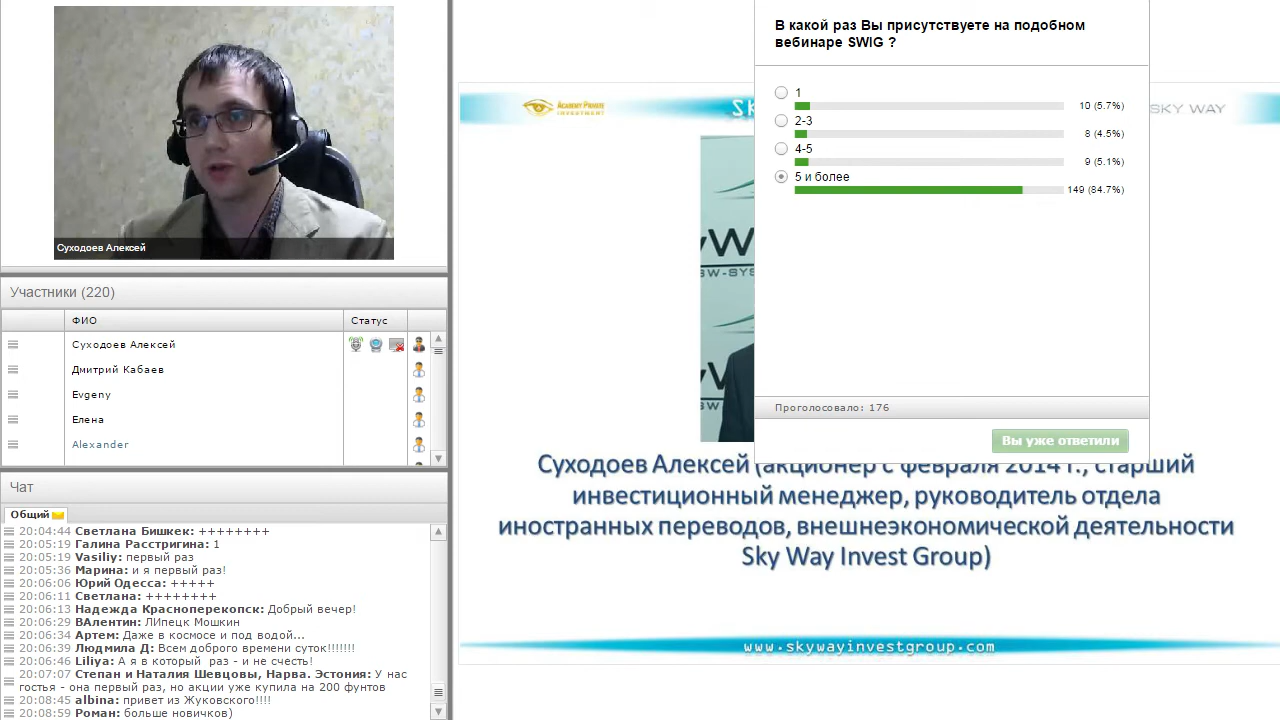 Суходоев Алексей
Участники (220)
ФИО
Статус
Суходоев Алексей
Дмитрий Кабаев
Evgeny
Елена
Alexander
Чат
Общий
20:04:44 Светлана Бишкек: ++++++++
20:05:19 Галина Расстригина: 1
20:05:19 Vasiliy: первый раз
20:05:36 Марина: и я первый раз!
20:06:06 Юрий Одесса: +++++
20:06:11 Светлана: ++++++++
20:06:13 Надежда Красноперекопск: Добрый вечер!
20:06:29 ВАлентин: ЛИпецк Мошкин
20:06:34 Артем: Даже в космосе и под водой...
20:06:39 Людмила Д: Всем доброго времени суток!!!!!!!
20:06:46 Liliya: А я в который раз - и не счесть!
20:07:07 Степан и Наталия Шевцовы, Нарва. Эстония: У нас
гостья - она первый раз, но акции уже купила на 200 фунтов
20:08:45 albina: привет из Жуковского!!!!
20:08:59 Роман: больше новичков)
В какой раз Вы присутствуете на подобном
вебинаре SWIG ?
1
10 (5.7%)
2-3
8 (4.5%)
4-5
9 (5.1%)
5 и более
149 (84.7%)
Проголосовало: 176
Вы уже ответили
ACADEMY PRIVATE
INVESTMENT
SK
SKY WAY
yW
SW-SYS
Суходоев Алексей (акционер с февраля 2014 г., старший
инвестиционный менеджер, руководитель отдела
иностранных переводов, внешнеэкономической деятельности
Sky Way Invest Group)
www.skywayinvestgroup.com